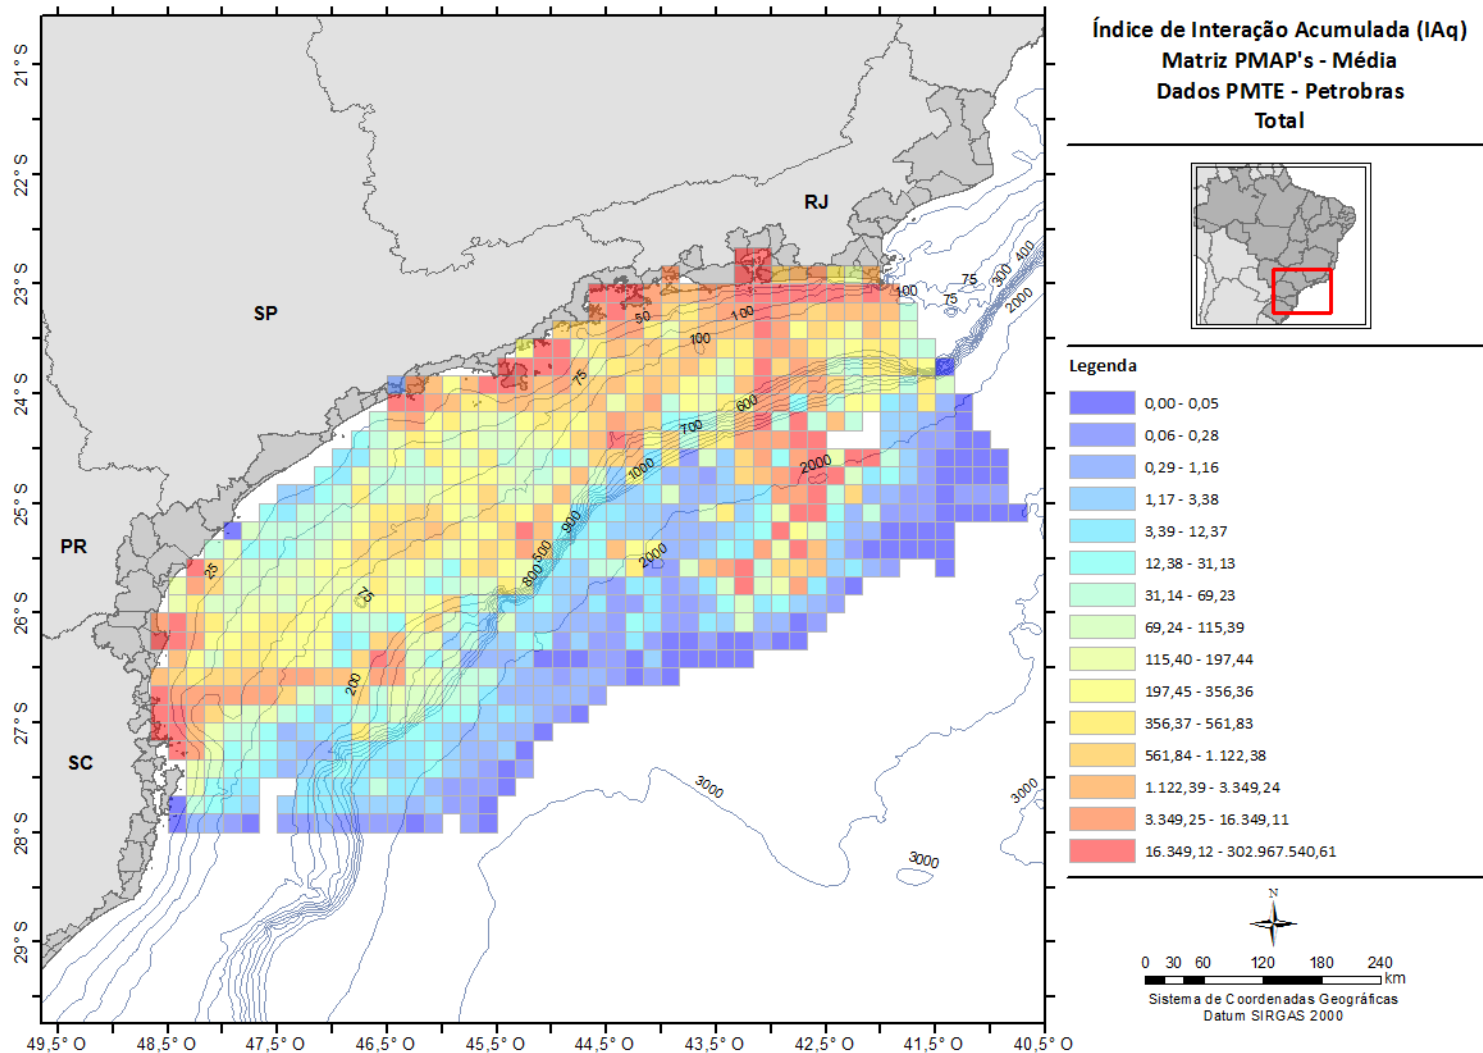 Índice de Interação Acumulada (IAq)
Matriz PMAP's - Média
Dados PMTE - Petrobras
Total
21° S
22° S
23° S
24° S
25° S
26° S
27° S
28° S
29° S
49,5° O
48,5° O
47,5° O
46,5° O
45,5° O
44,5° O
43,5° O
42,5° O
41,5° O
40,5° O
SP
RJ
PR
SC
400
300
75
2000
100
75
50
100
100
75
600
700
1000
2000
900
500
800
2000
25
75
200
3000
3000
3000
Legenda
0,00 - 0,05
0,06 - 0,28
0,29 - 1,16
1,17 - 3,38
3,39 - 12,37
12,38 - 31,13
31,14 - 69,23
69,24 - 115,39
115,40 - 197,44
197,45 - 356,36
356,37 - 561,83
561,84 - 1.122,38
1.122,39 - 3.349,24
3.349,25 - 16.349,11
16.349,12 - 302.967.540,61
N
0 30 60 120 180 240
km
Sistema de Coordenadas Geográficas
Datum SIRGAS 2000